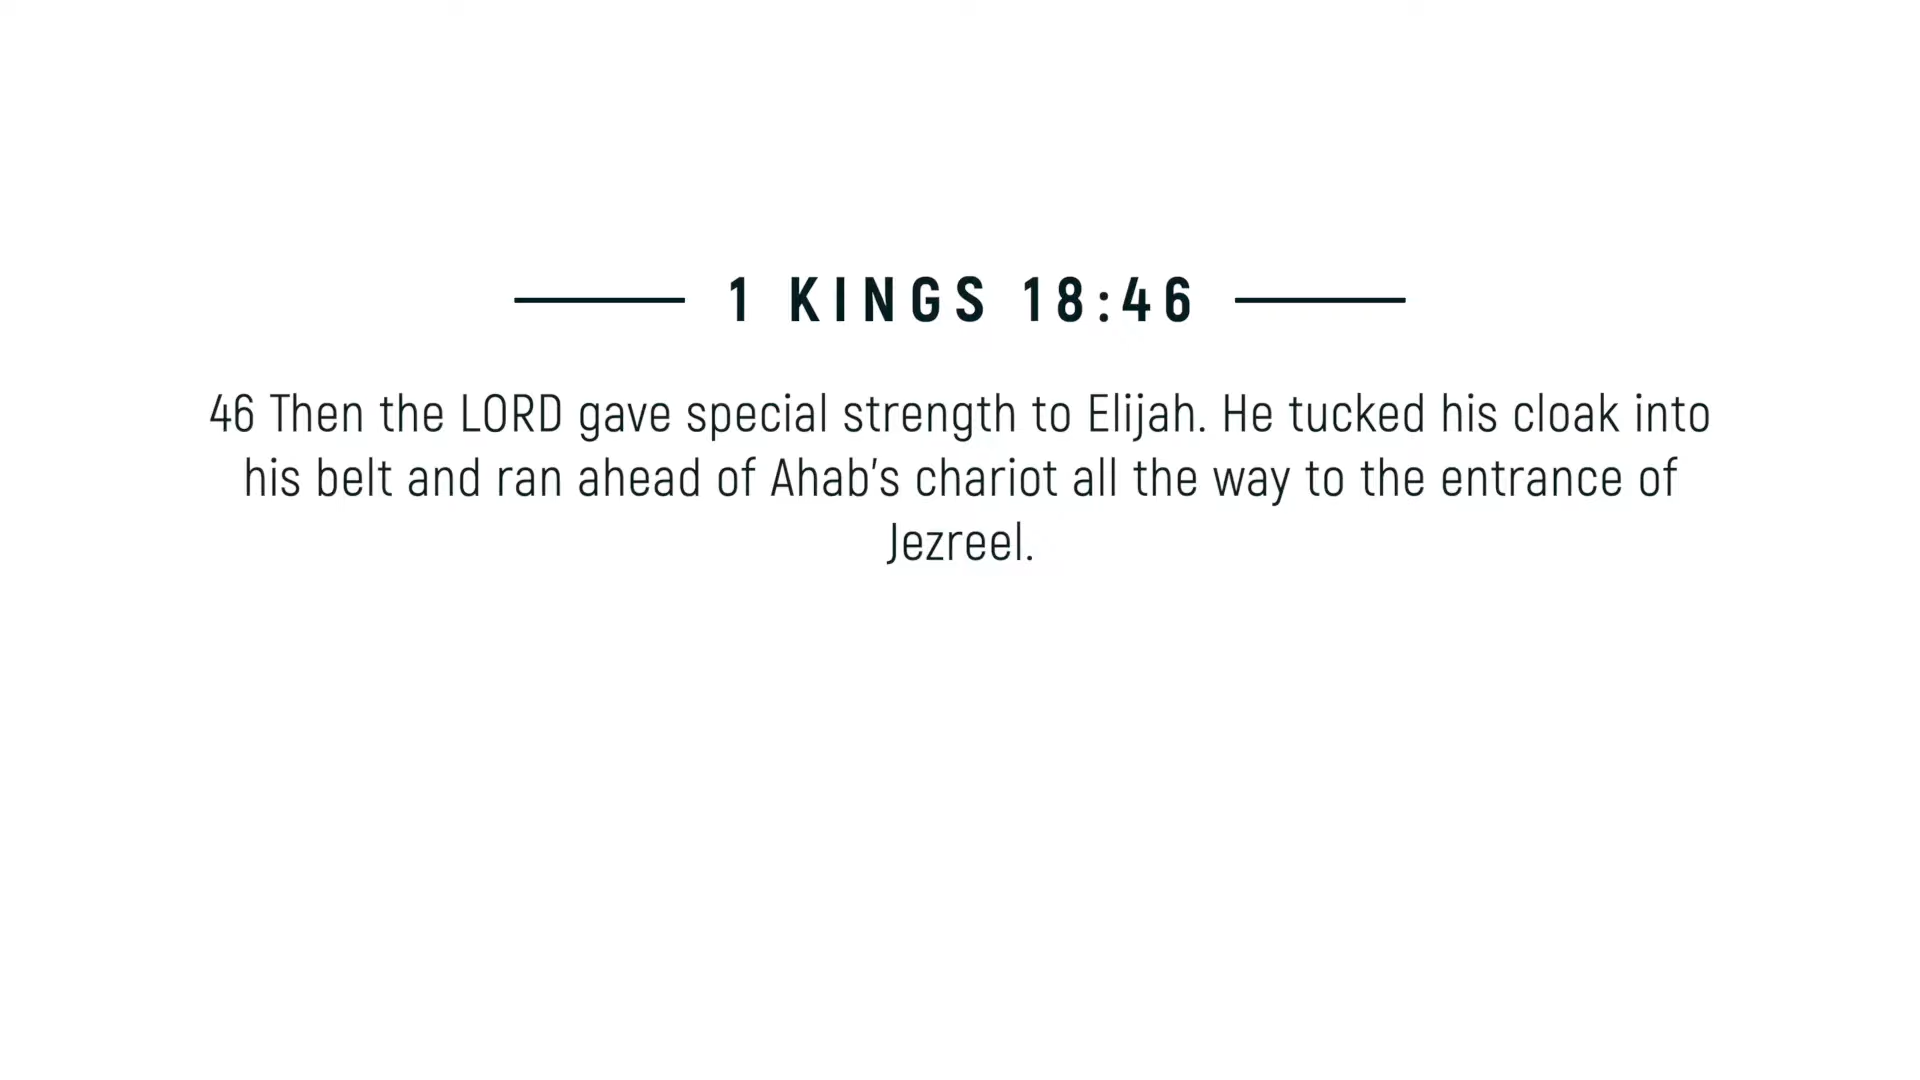 1 KINGS 18:46
46 Then the LORD gave special strength to Elijah. He tucked his cloak into
his belt and ran ahead of Ahab’s chariot all the way to the entrance of
Jezreel.